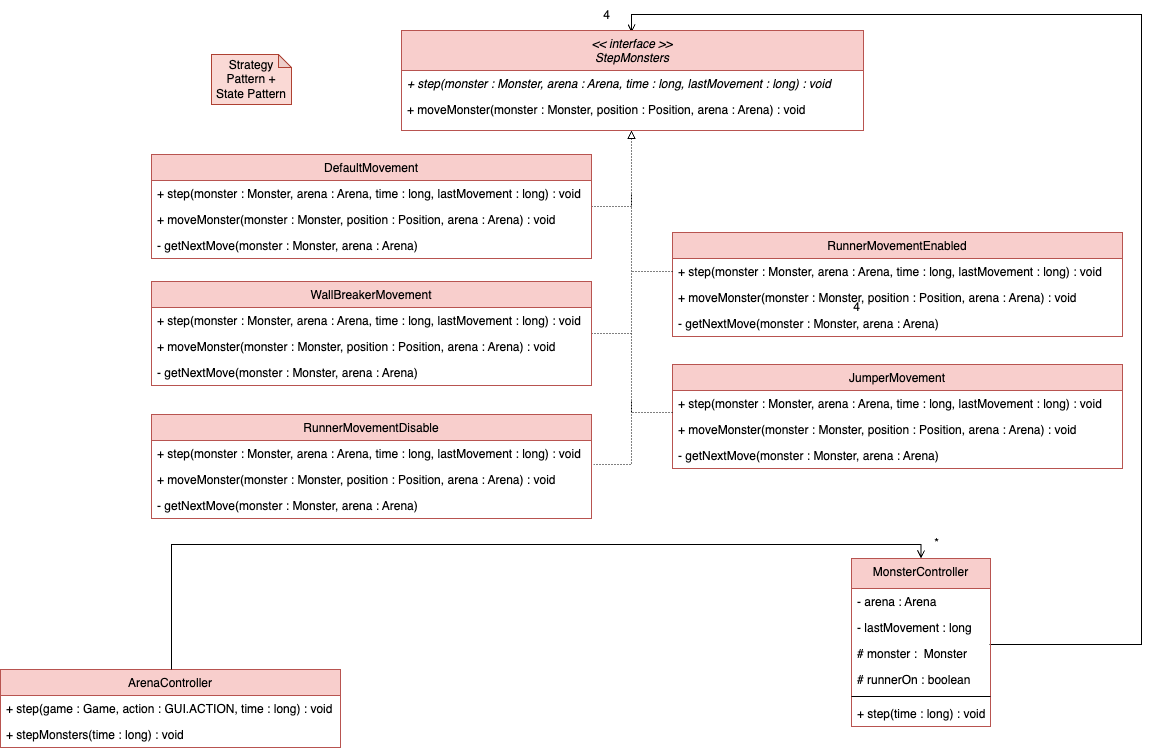 4
<< interface >>
StepMonsters
+ step(monster : Monster, arena : Arena, time : long, lastMovement : long) : void
+ moveMonster(monster : Monster, position : Position, arena : Arena) : void
Strategy
Pattern +
State Pattern
DefaultMovement
+ step(monster : Monster, arena : Arena, time : long, lastMovement : long) : void
+ moveMonster(monster : Monster, position : Position, arena : Arena) : void
- getNextMove(monster : Monster, arena : Arena)
WallBreakerMovement
+ step(monster : Monster, arena : Arena, time : long, lastMovement : long) : void
+ moveMonster(monster : Monster, position : Position, arena : Arena) : void
- getNextMove(monster : Monster, arena : Arena)
RunnerMovementDisable
+ step(monster : Monster, arena : Arena, time : long, lastMovement : long) : void
+ moveMonster(monster : Monster, position : Position, arena : Arena) : void
- getNextMove(monster : Monster, arena : Arena)
RunnerMovementEnabled
+ step(monster : Monster, arena : Arena, time : long, lastMovement : long) : void
+ moveMonster(monster : Monster, position : Position, arena : Arena) : void
4
- getNextMove(monster : Monster, arena : Arena)
JumperMovement
+ step(monster : Monster, arena : Arena, time : long, lastMovement : long) : void
+ moveMonster(monster : Monster, position : Position, arena : Arena) : void
- getNextMove(monster : Monster, arena : Arena)
*
MonsterController
- arena : Arena
- lastMovement : long
# monster :  Monster
# runnerOn : boolean
+ step(time : long) : void
ArenaController
+ step(game : Game, action : GUI.ACTION, time : long) : void
+ stepMonsters(time : long) : void